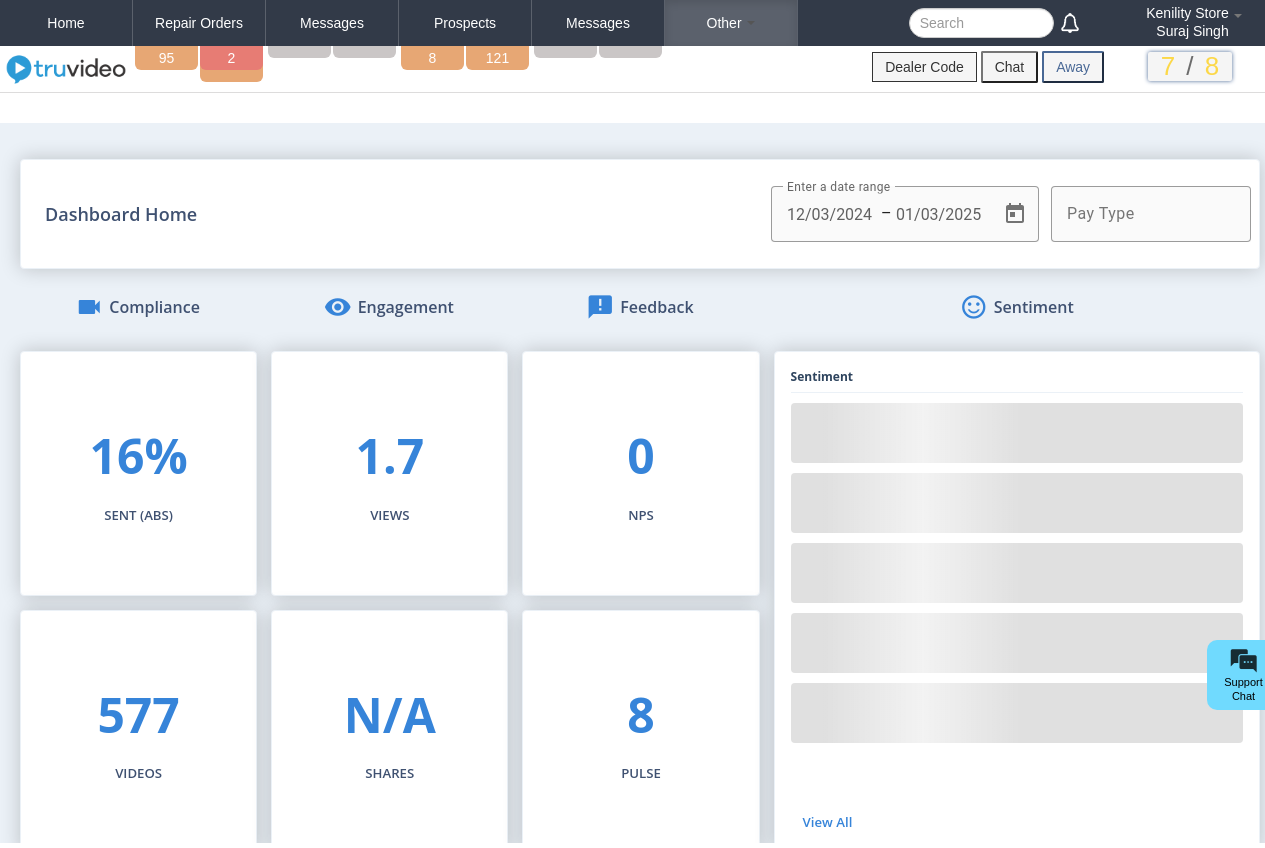 Home
Repair Orders
Messages
Prospects
Messages
Other
Search
Kenility Store
Suraj Singh
truvideo
95
2
8
121
Dealer Code
Chat
Away
7 / 8
Dashboard Home
Enter a date range
12/03/2024 – 01/03/2025
Pay Type
Compliance
Engagement
Feedback
Sentiment
16%
SENT (ABS)
1.7
VIEWS
0
NPS
Sentiment
577
VIDEOS
N/A
SHARES
8
PULSE
View All
Support
Chat